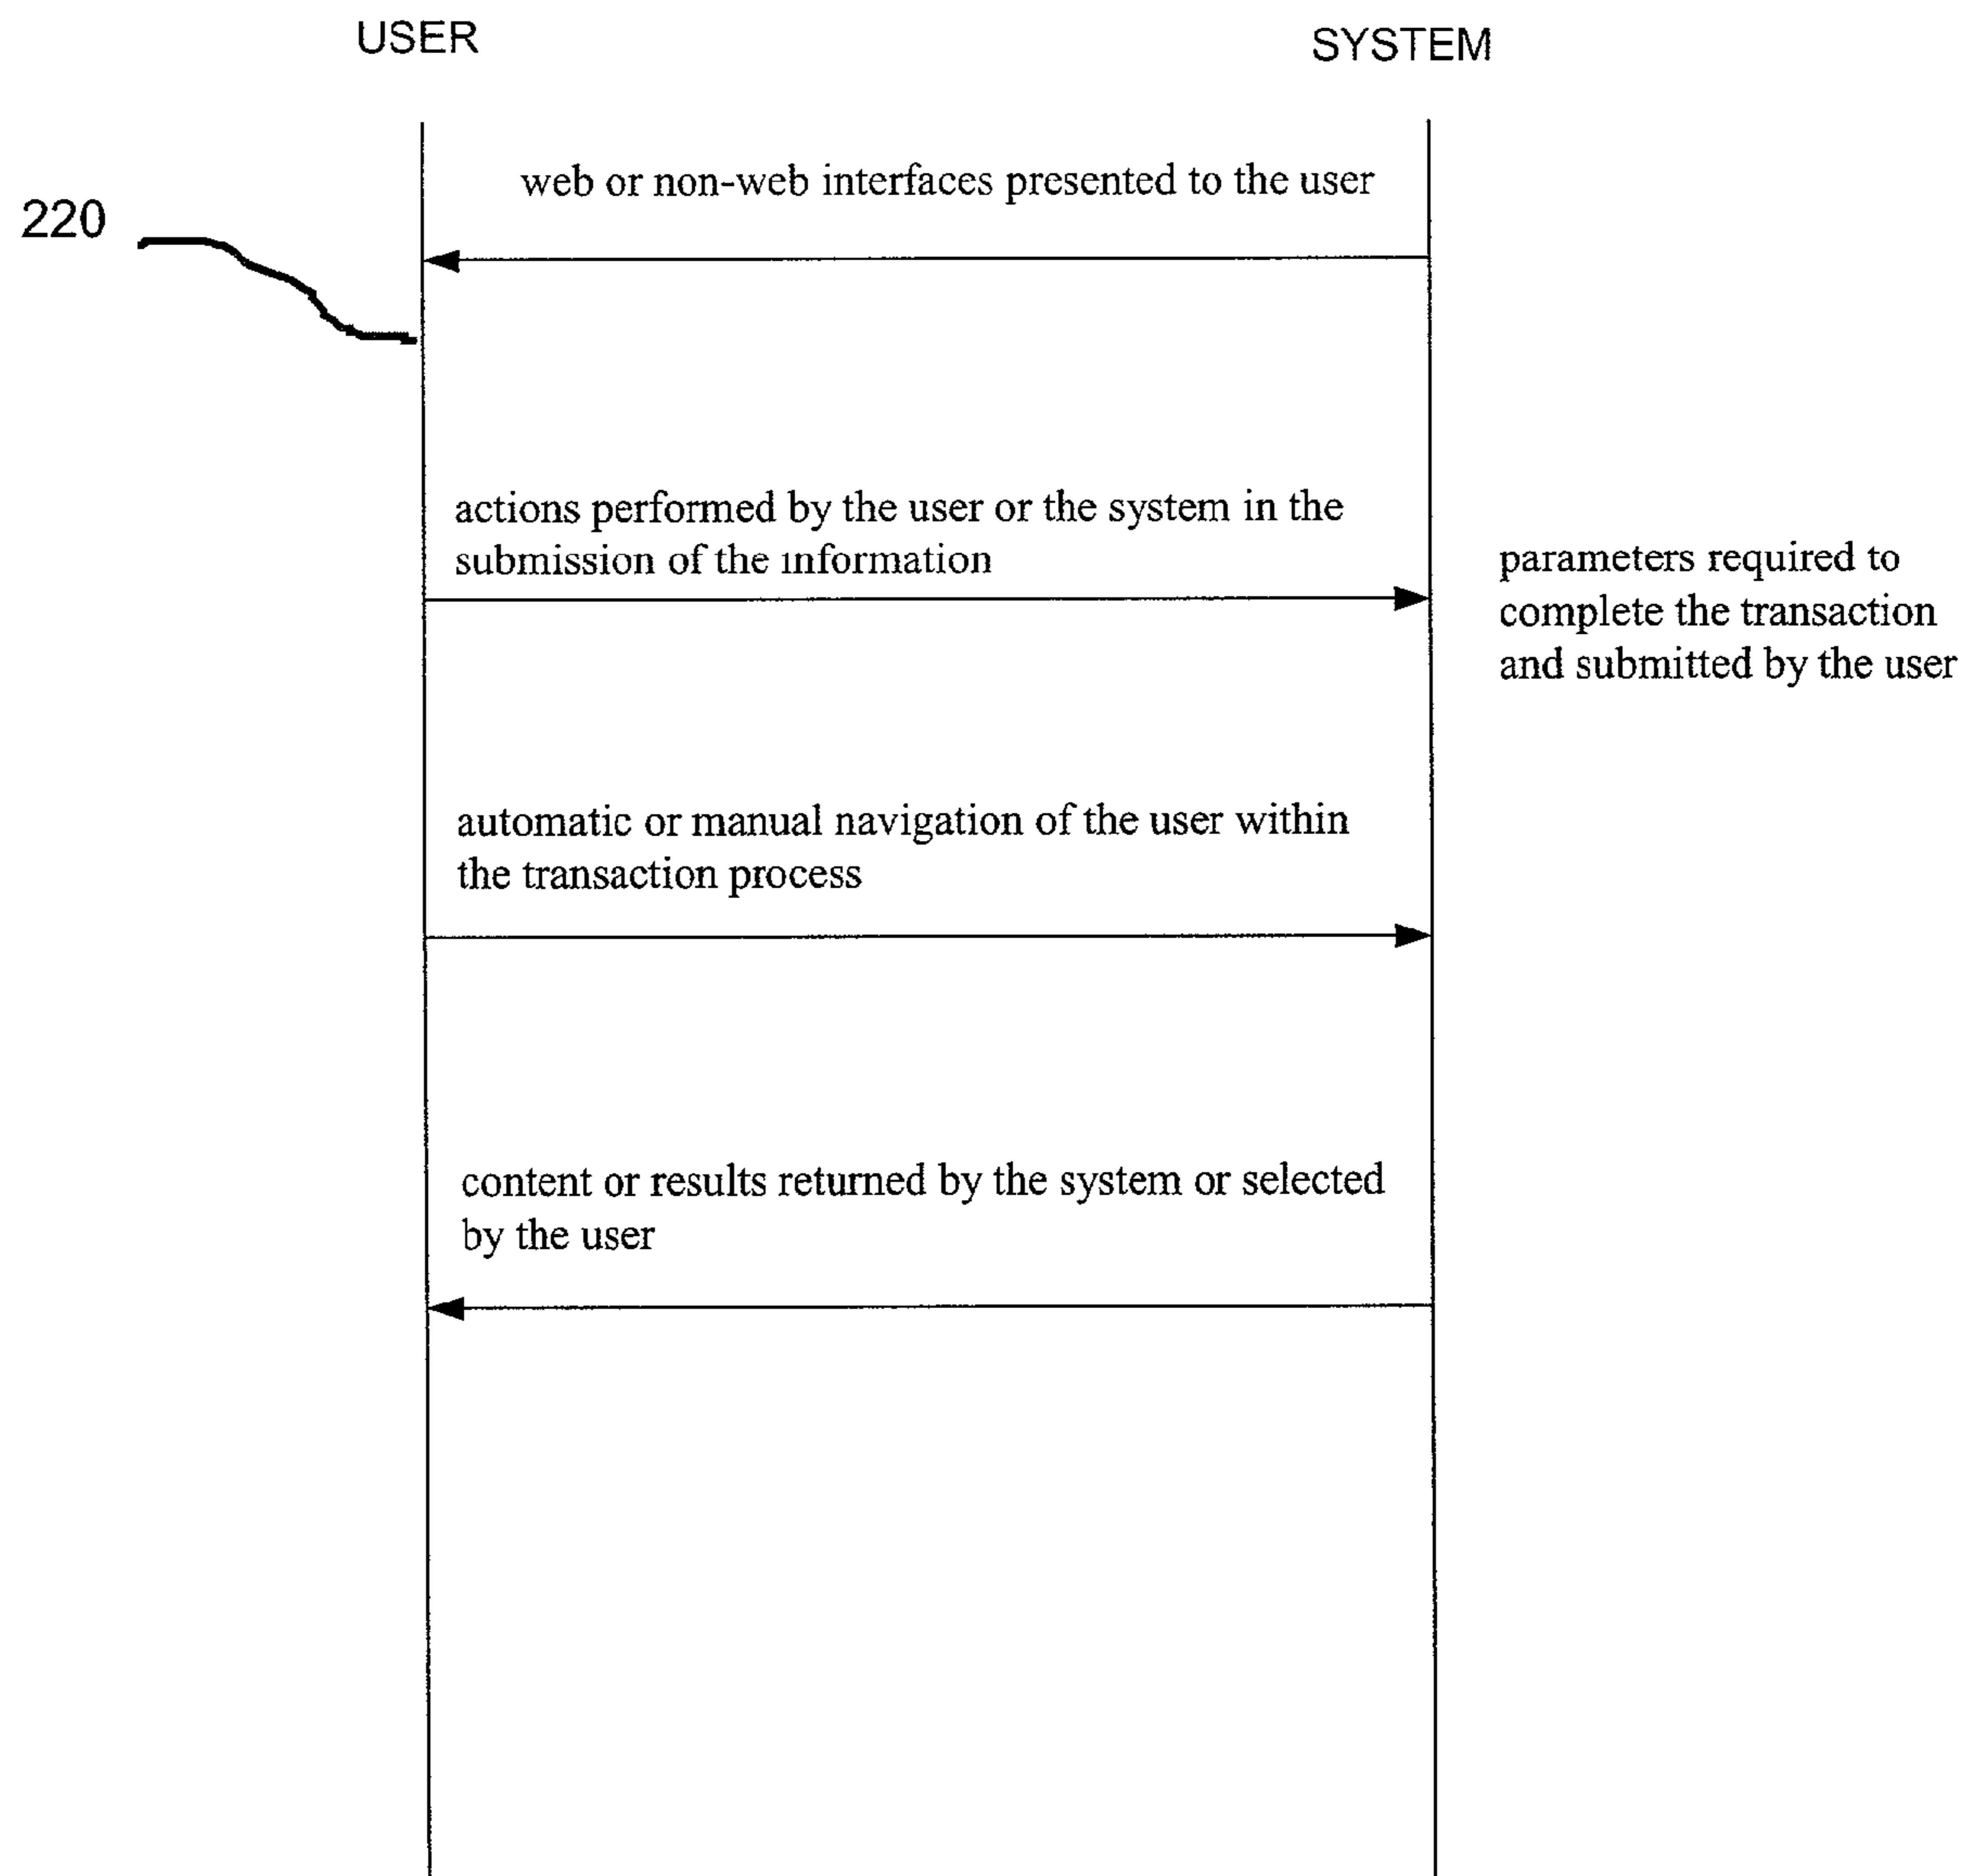 USER
SYSTEM
web or non-web interfaces presented to the user
220
actions performed by the user or the system in the
submission of the information
parameters required to
complete the transaction
and submitted by the user
automatic or manual navigation of the user within
the transaction process
content or results returned by the system or selected
by the user